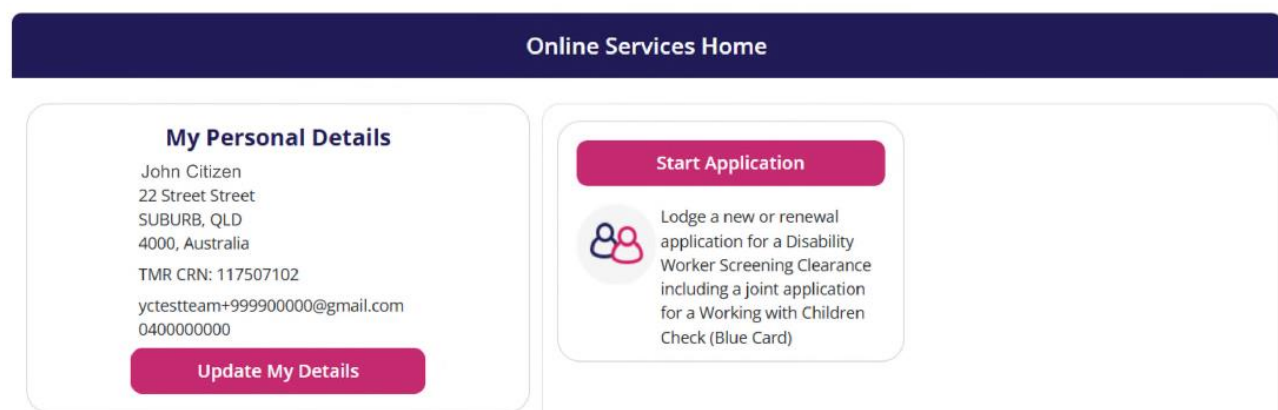 Online Services Home
My Personal Details
John Citizen
22 Street Street
SUBURB, QLD
4000, Australia
TMR CRN: 117507102
yctestteam+999900000@gmail.com
0400000000
Update My Details
Start Application
Lodge a new or renewal
application for a Disability
Worker Screening Clearance
including a joint application
for a Working with Children
Check (Blue Card)